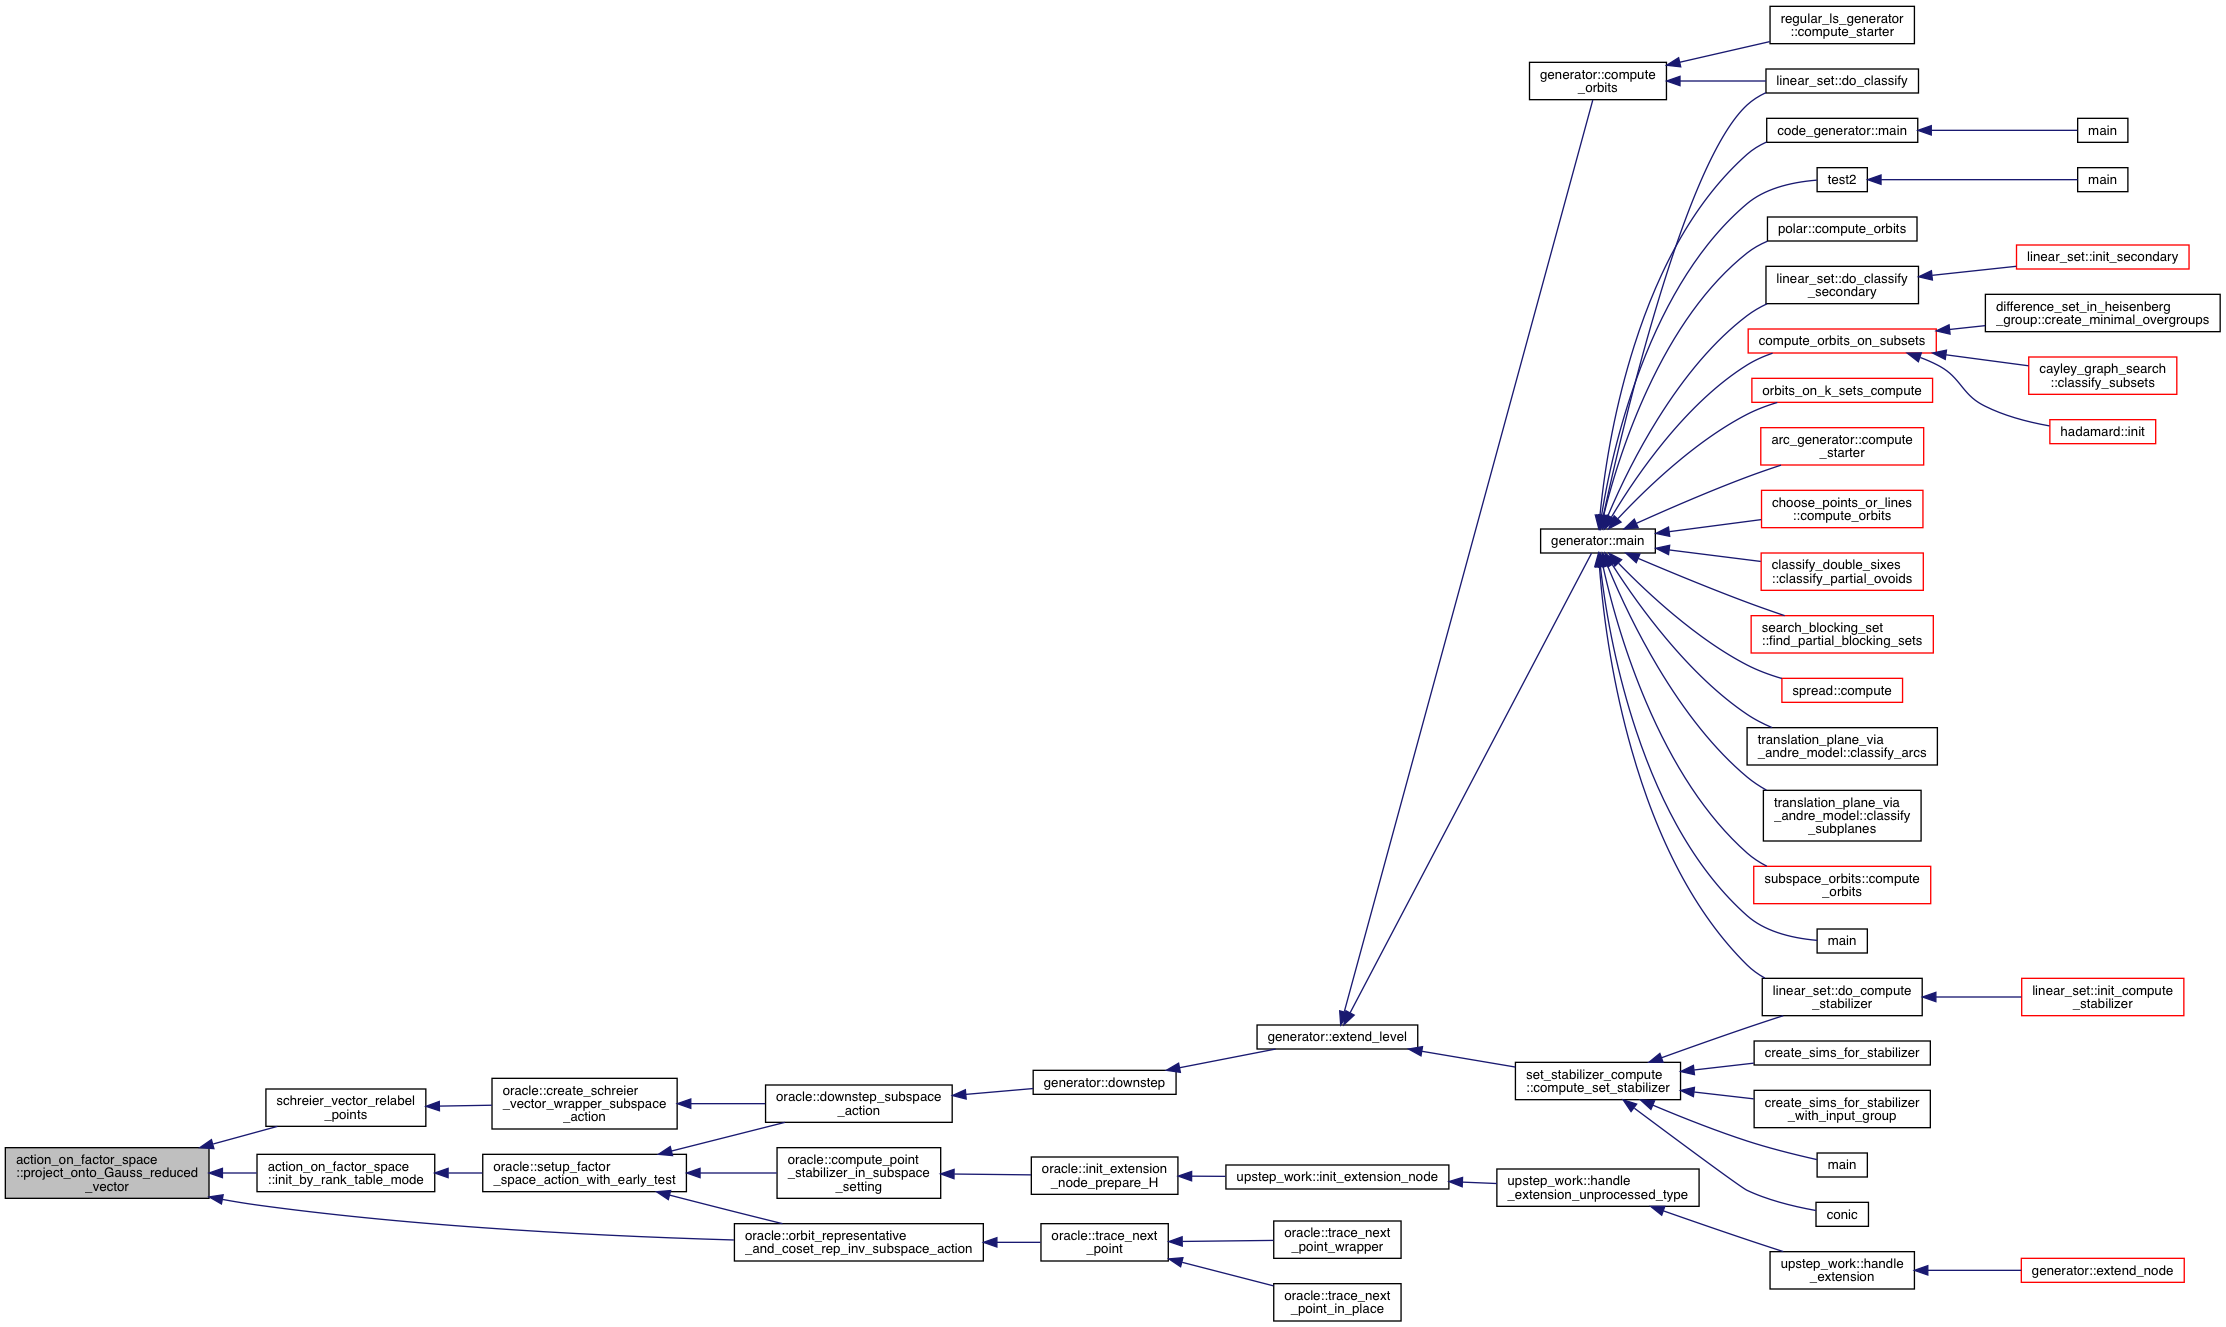 regular_ls_generator
::compute_starter
generator::compute
_orbits
linear_set::do_classify
code_generator::main
main
test2
main
polar::compute_orbits
linear_set::do_classify
_secondary
linear_set::init_secondary
difference_set_in_heisenberg
_group::create_minimal_overgroups
compute_orbits_on_subsets
cayley_graph_search
::classify_subsets
orbits_on_k_sets_compute
hadamard::init
arc_generator::compute
_starter
choose_points_or_lines
::compute_orbits
generator::main
classify_double_sixes
::classify_partial_ovoids
search_blocking_set
::find_partial_blocking_sets
spread::compute
translation_plane_via
_andre_model::classify_arcs
translation_plane_via
_andre_model::classify
_subplanes
subspace_orbits::compute
_orbits
main
linear_set::do_compute
_stabilizer
linear_set::init_compute
_stabilizer
generator::extend_level
create_sims_for_stabilizer
set_stabilizer_compute
::compute_set_stabilizer
generator::downstep
create_sims_for_stabilizer
_with_input_group
schreier_vector_relabel
_points
oracle::create_schreier
_vector_wrapper_subspace
_action
oracle::downstep_subspace
_action
main
action_on_factor_space
::project_onto_Gauss_reduced
_vector
action_on_factor_space
::init_by_rank_table_mode
oracle::setup_factor
_space_action_with_early_test
oracle::compute_point
_stabilizer_in_subspace
_setting
oracle::init_extension
_node_prepare_H
upstep_work::init_extension_node
upstep_work::handle
_extension_unprocessed_type
conic
oracle::orbit_representative
_and_coset_rep_inv_subspace_action
oracle::trace_next
_point
oracle::trace_next
_point_wrapper
upstep_work::handle
_extension
generator::extend_node
oracle::trace_next
_point_in_place